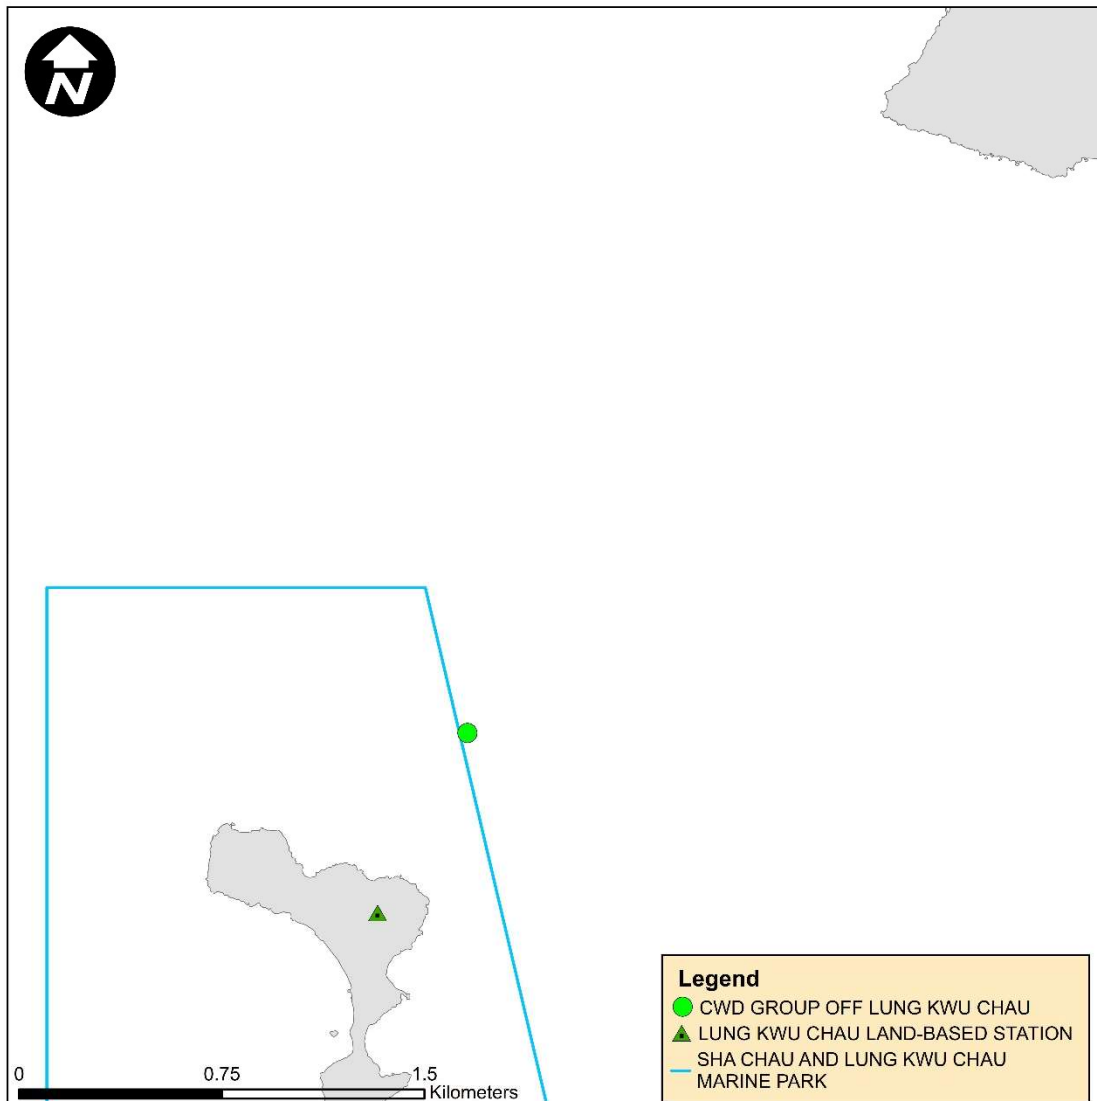 N
Legend
CWD GROUP OFF LUNG KWU CHAU
LUNG KWU CHAU LAND-BASED STATION
SHA CHAU AND LUNG KWU CHAU
MARINE PARK
0 0.75 1.5
Kilometers